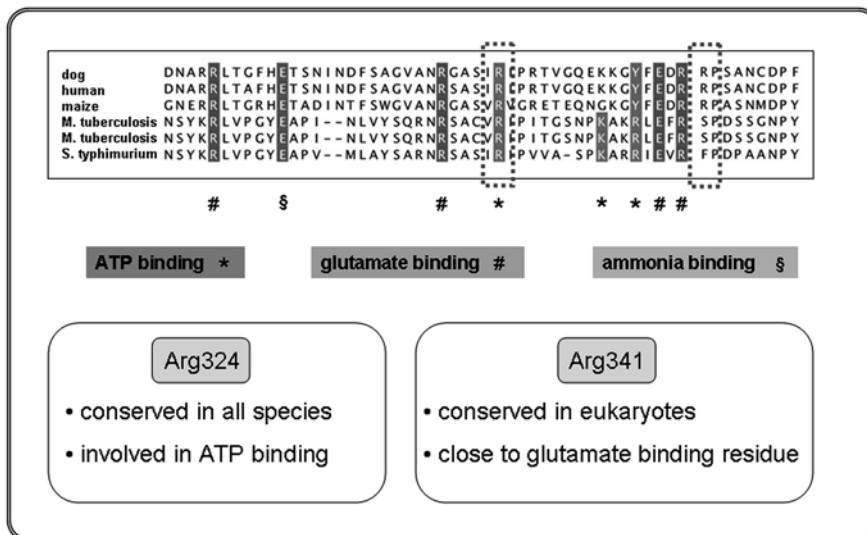 dog DNARRLTGFHETSNINDFSAGVANRGASIRIPRTVGQEKKGYFEDRRPSANCDPF
human DNARRLTAFHETSNINDFSAGVANRGASIRIPRTVGQEKKGYFEDRRPSANCDPF
maize GNERRLTGRHETADINTFSWGVANRGASVRVGRETEQNGKGYFEDRRPASNMDPY
M. tuberculosis NSYKRLVPGYEAPI--NLVYSQRNRSACVRIPITGSNPKAKRLEFRSPDSSGNPY
M. tuberculosis NSYKRLVPGYEAPI--NLVYSQRNRSACVRIPITGSNPKAKRLEFRSPDSSGNPY
S. typhimurium NSYKRLVPGYEAPV--MLAYSARNRSASIRIPVVA-SPKARRIEVRFPDPAANPY
# § # * * * # #
ATP binding * glutamate binding # ammonia binding §
Arg324
• conserved in all species
• involved in ATP binding
Arg341
• conserved in eukaryotes
• close to glutamate binding residue